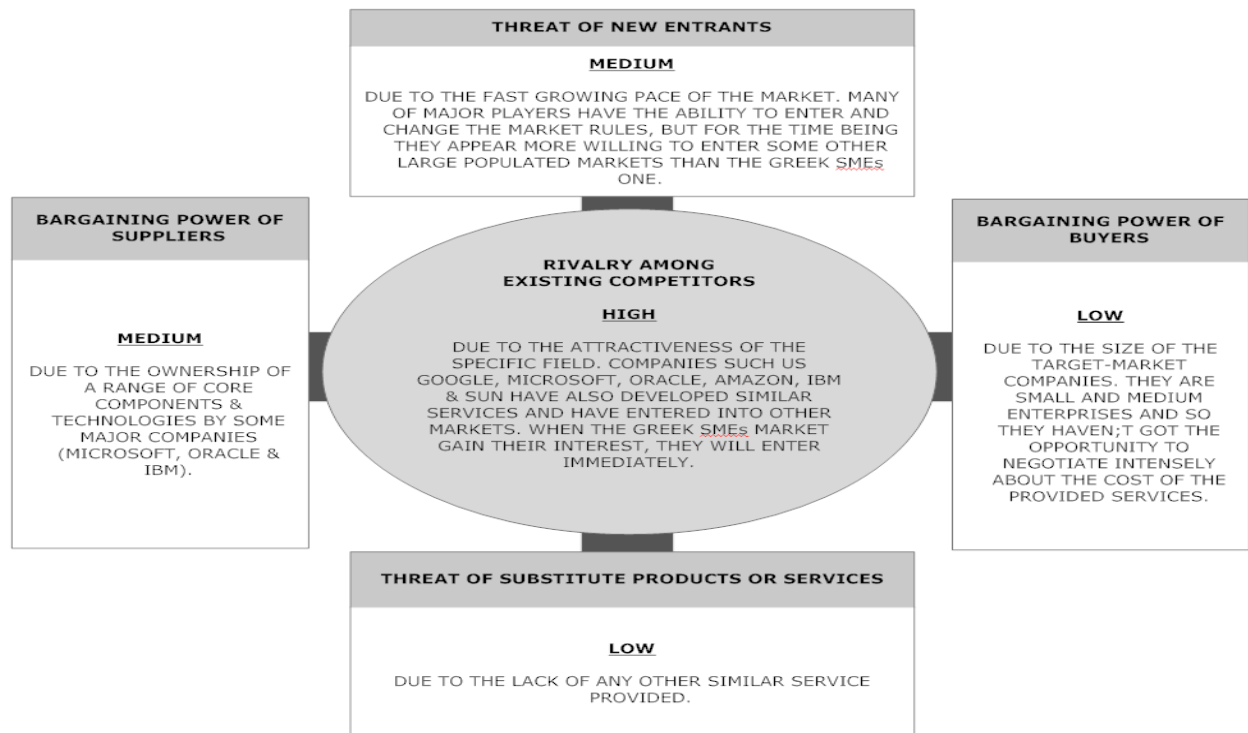 THREAT OF NEW ENTRANTS
MEDIUM
DUE TO THE FAST GROWING PACE OF THE MARKET. MANY
OF MAJOR PLAYERS HAVE THE ABILITY TO ENTER AND
CHANGE THE MARKET RULES, BUT FOR THE TIME BEING
THEY APPEAR MORE WILLING TO ENTER SOME OTHER
LARGE POPULATED MARKETS THAN THE GREEK SMEs
ONE.
BARGAINING POWER OF
SUPPLIERS
MEDIUM
DUE TO THE OWNERSHIP OF
A RANGE OF CORE
COMPONENTS &
TECHNOLOGIES BY SOME
MAJOR COMPANIES
(MICROSOFT, ORACLE &
IBM).
RIVALRY AMONG
EXISTING COMPETITORS
HIGH
DUE TO THE ATTRACTIVENESS OF THE
SPECIFIC FIELD. COMPANIES SUCH US
GOOGLE, MICROSOFT, ORACLE, AMAZON, IBM
& SUN HAVE ALSO DEVELOPED SIMILAR
SERVICES AND HAVE ENTERED INTO OTHER
MARKETS. WHEN THE GREEK SMEs MARKET
GAIN THEIR INTEREST, THEY WILL ENTER
IMMEDIATELY.
BARGAINING POWER OF
BUYERS
LOW
DUE TO THE SIZE OF THE
TARGET-MARKET
COMPANIES. THEY ARE
SMALL AND MEDIUM
ENTERPRISES AND SO
THEY HAVEN;T GOT THE
OPPORTUNITY TO
NEGOTIATE INTENSELY
ABOUT THE COST OF THE
PROVIDED SERVICES.
THREAT OF SUBSTITUTE PRODUCTS OR SERVICES
LOW
DUE TO THE LACK OF ANY OTHER SIMILAR SERVICE
PROVIDED.